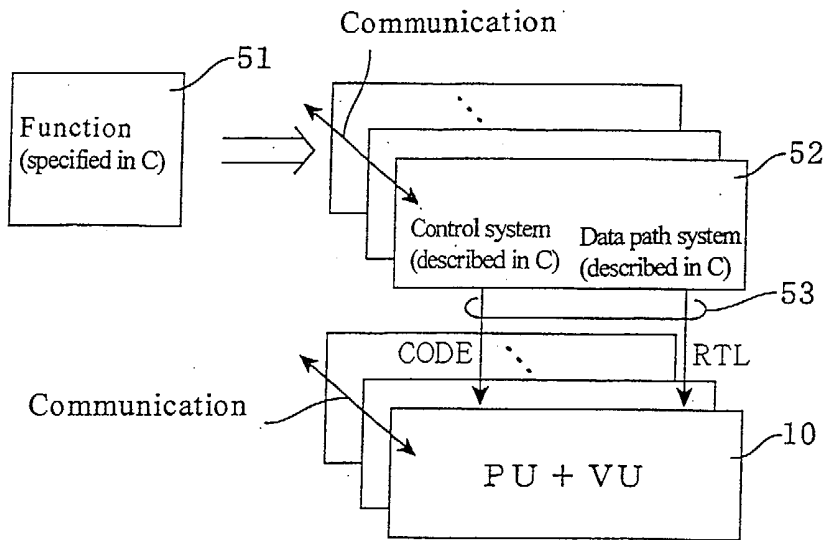 Communication
51
Function
(specified in C)
52
Control system
(described in C)
Data path system
(described in C)
53
CODE
RTL
Communication
10
PU + VU